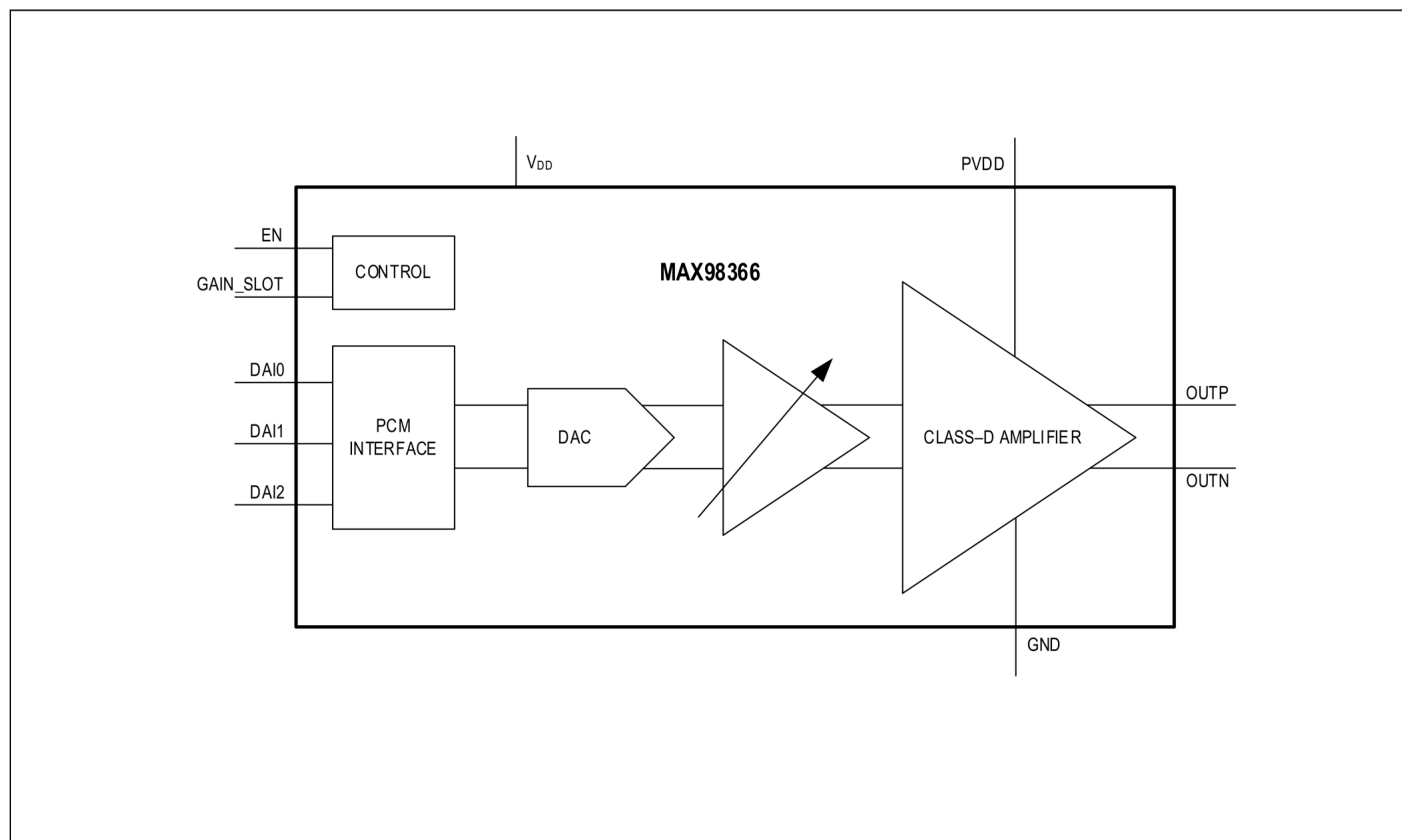 VDD
PVDD
EN
CONTROL
MAX98366
GAIN_SLOT
DAI0
OUTP
PCM
INTERFACE
DAI1
DAC
CLASS–D AMPLIFIER
DAI2
OUTN
GND